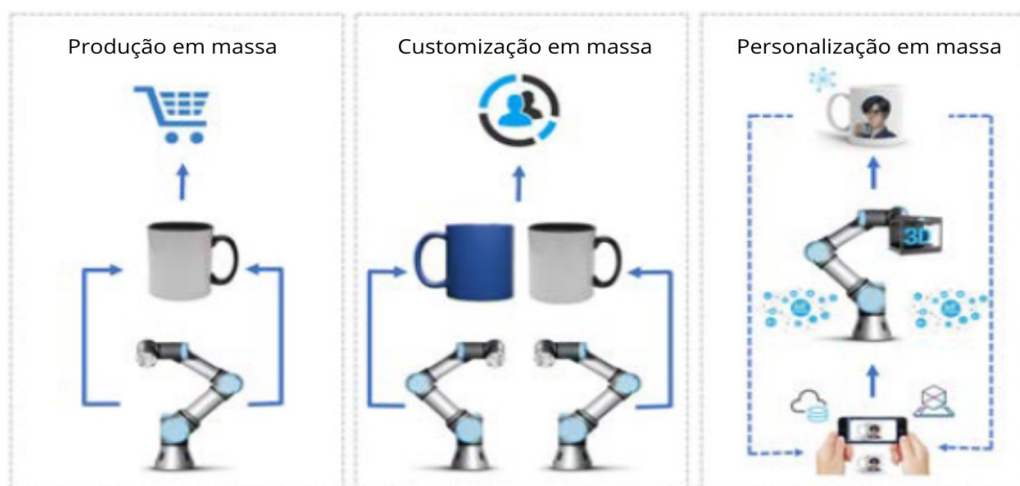 Produção em massa
Customização em massa
Personalização em massa
3D